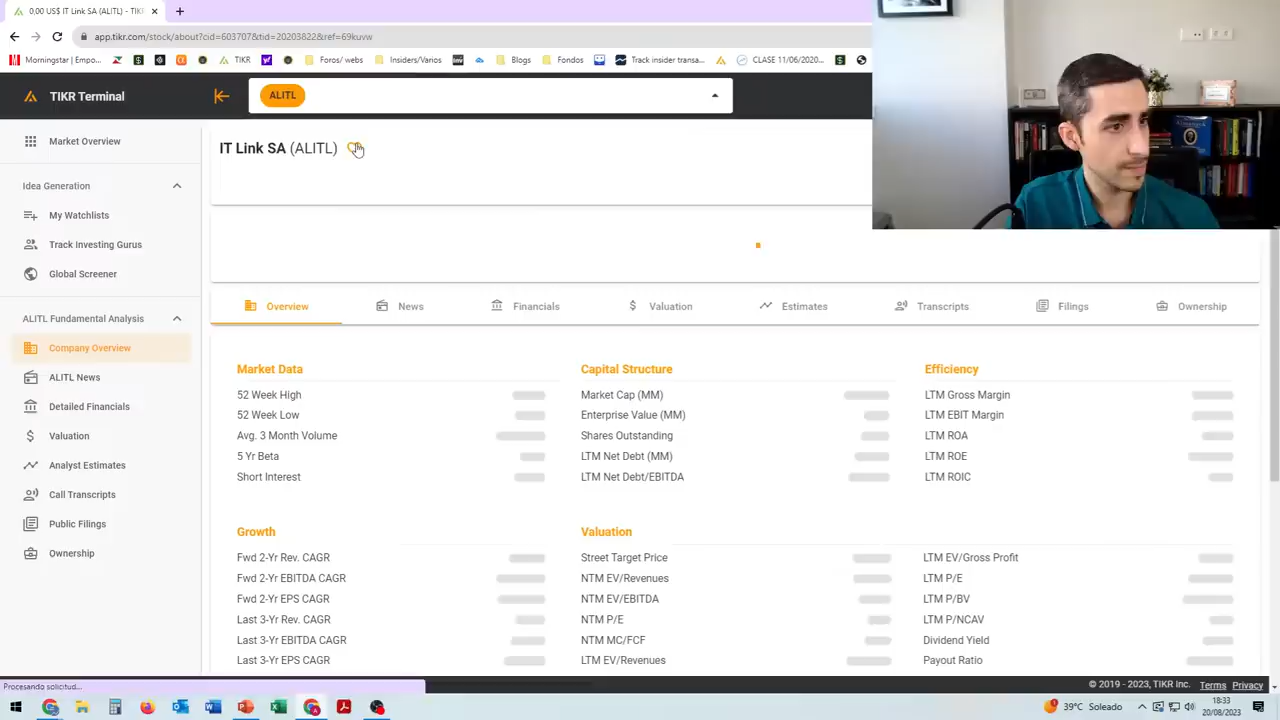 0,00 US$ IT Link SA (ALITL) - TIK
app.tikr.com/stock/about?cid=603707&tid=20203822&ref=69kuvw
Morningstar | Empo...
TIKR
Foros/ webs
Insiders/Varios
Blogs
Fondos
Track insider transa...
CLASE 11/06/2020...
TIKR Terminal
ALITL
Market Overview
Idea Generation
My Watchlists
Track Investing Gurus
Global Screener
ALITL Fundamental Analysis
Company Overview
ALITL News
Detailed Financials
Valuation
Analyst Estimates
Call Transcripts
Public Filings
Ownership
IT Link SA (ALITL)
Overview
News
Financials
Valuation
Estimates
Transcripts
Filings
Ownership
Market Data
52 Week High
52 Week Low
Avg. 3 Month Volume
5 Yr Beta
Short Interest
Capital Structure
Market Cap (MM)
Enterprise Value (MM)
Shares Outstanding
LTM Net Debt (MM)
LTM Net Debt/EBITDA
Efficiency
LTM Gross Margin
LTM EBIT Margin
LTM ROA
LTM ROE
LTM ROIC
Growth
Fwd 2-Yr Rev. CAGR
Fwd 2-Yr EBITDA CAGR
Fwd 2-Yr EPS CAGR
Last 3-Yr Rev. CAGR
Last 3-Yr EBITDA CAGR
Last 3-Yr EPS CAGR
Valuation
Street Target Price
NTM EV/Revenues
NTM EV/EBITDA
NTM P/E
NTM MC/FCF
LTM EV/Revenues
LTM EV/Gross Profit
LTM P/E
LTM P/BV
LTM P/NCAV
Dividend Yield
Payout Ratio
© 2019 - 2023, TIKR Inc. Terms Privacy
Procesando solicitud...
39°C Soleado
18:33
20/08/2023